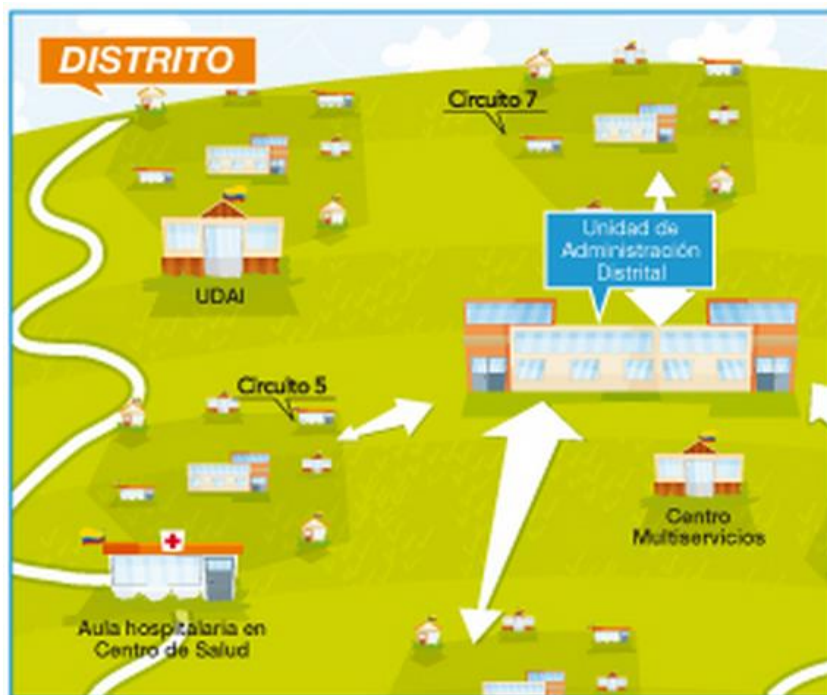 DISTRITO
Circuito 7
Unidad de
Administración
Distrital
UDAI
Circuito 5
Centro
Multiservicios
Aula hospitalaria en
Centro de Salud